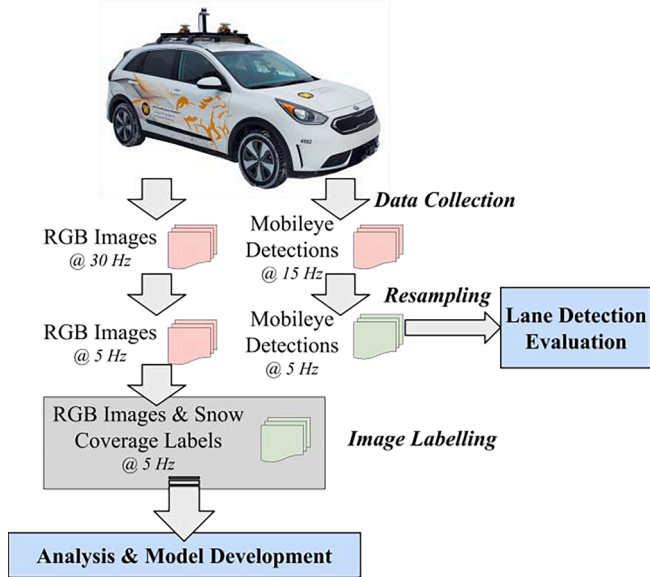 4882
Data Collection
RGB Images
@ 30 Hz
Mobileye
Detections
@ 15 Hz
Resampling
RGB Images
@ 5 Hz
Mobileye
Detections
@ 5 Hz
Lane Detection
Evaluation
RGB Images & Snow
Coverage Labels
@ 5 Hz
Image Labelling
Analysis & Model Development